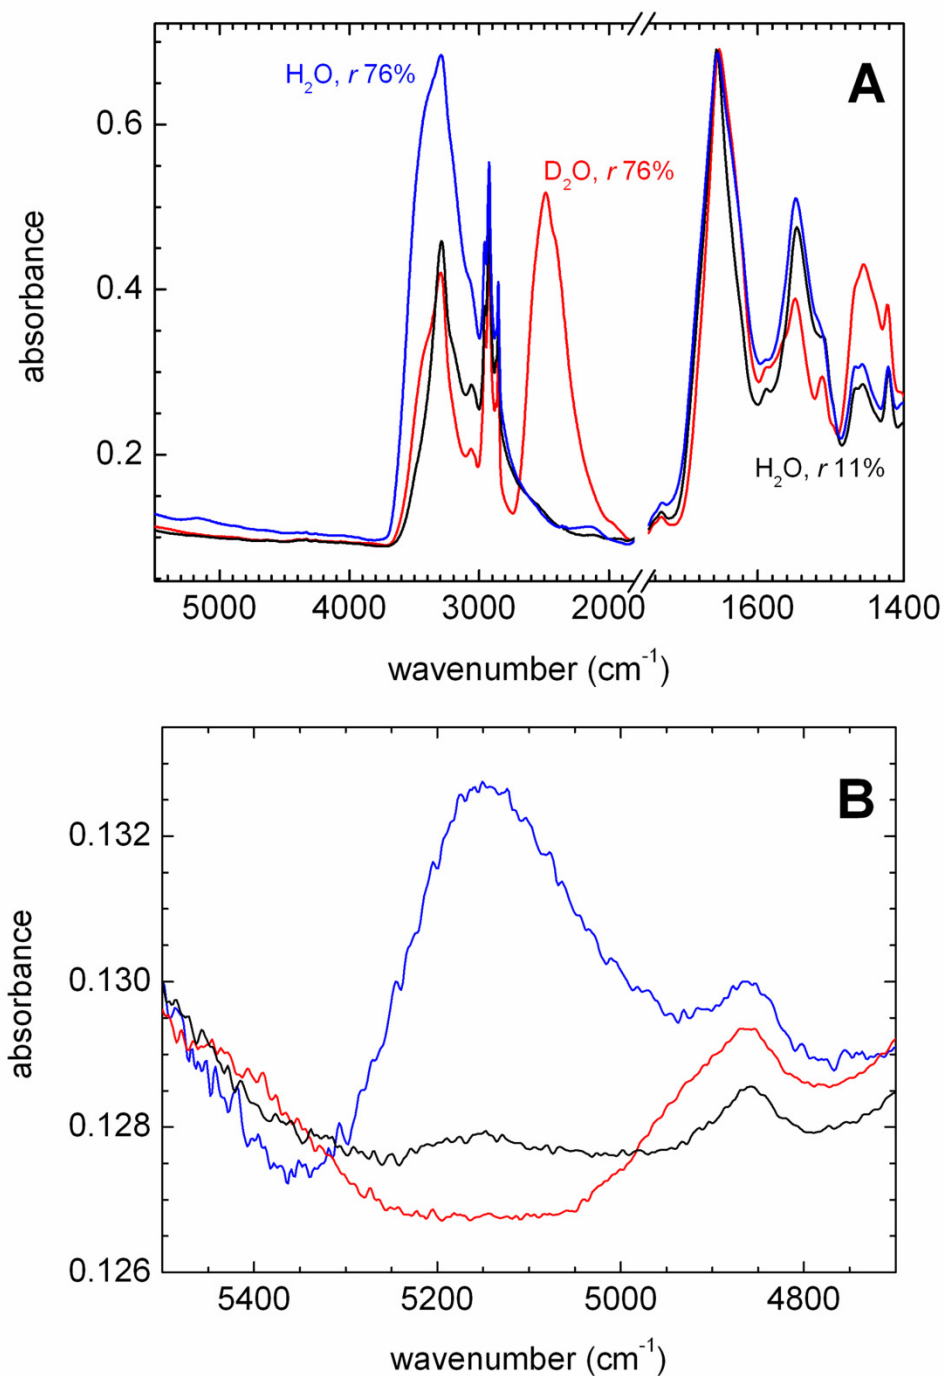 A
H₂O, r 76%
D₂O, r 76%
H₂O, r 11%
absorbance
0.6
0.4
0.2
5000 4000 3000 2000 1600 1400
wavenumber (cm⁻¹)
B
absorbance
0.132
0.130
0.128
0.126
5400 5200 5000 4800
wavenumber (cm⁻¹)